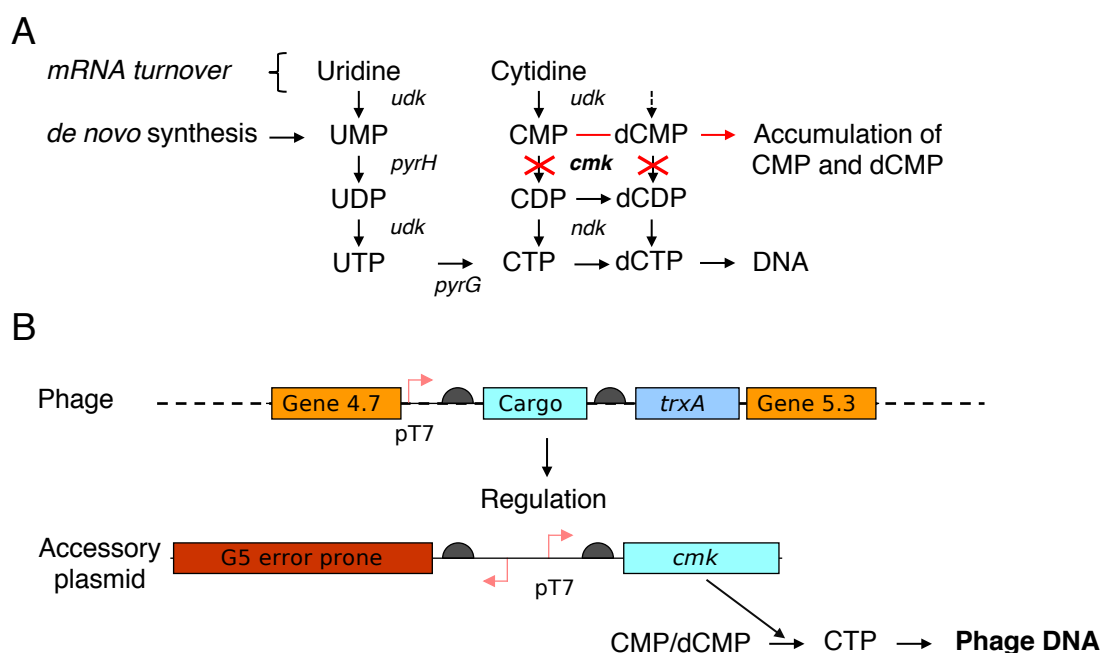 A
mRNA turnover
Uridine
Cytidine
udk
udk
de novo synthesis
UMP
CMP
dCMP
Accumulation of
CMP and dCMP
pyrH
cmk
UDP
CDP
dCDP
udk
ndk
UTP
CTP
dCTP
DNA
pyrG
B
Phage
Gene 4.7
Cargo
trxA
Gene 5.3
pT7
Regulation
Accessory
plasmid
G5 error prone
cmk
pT7
CMP/dCMP
CTP
Phage DNA